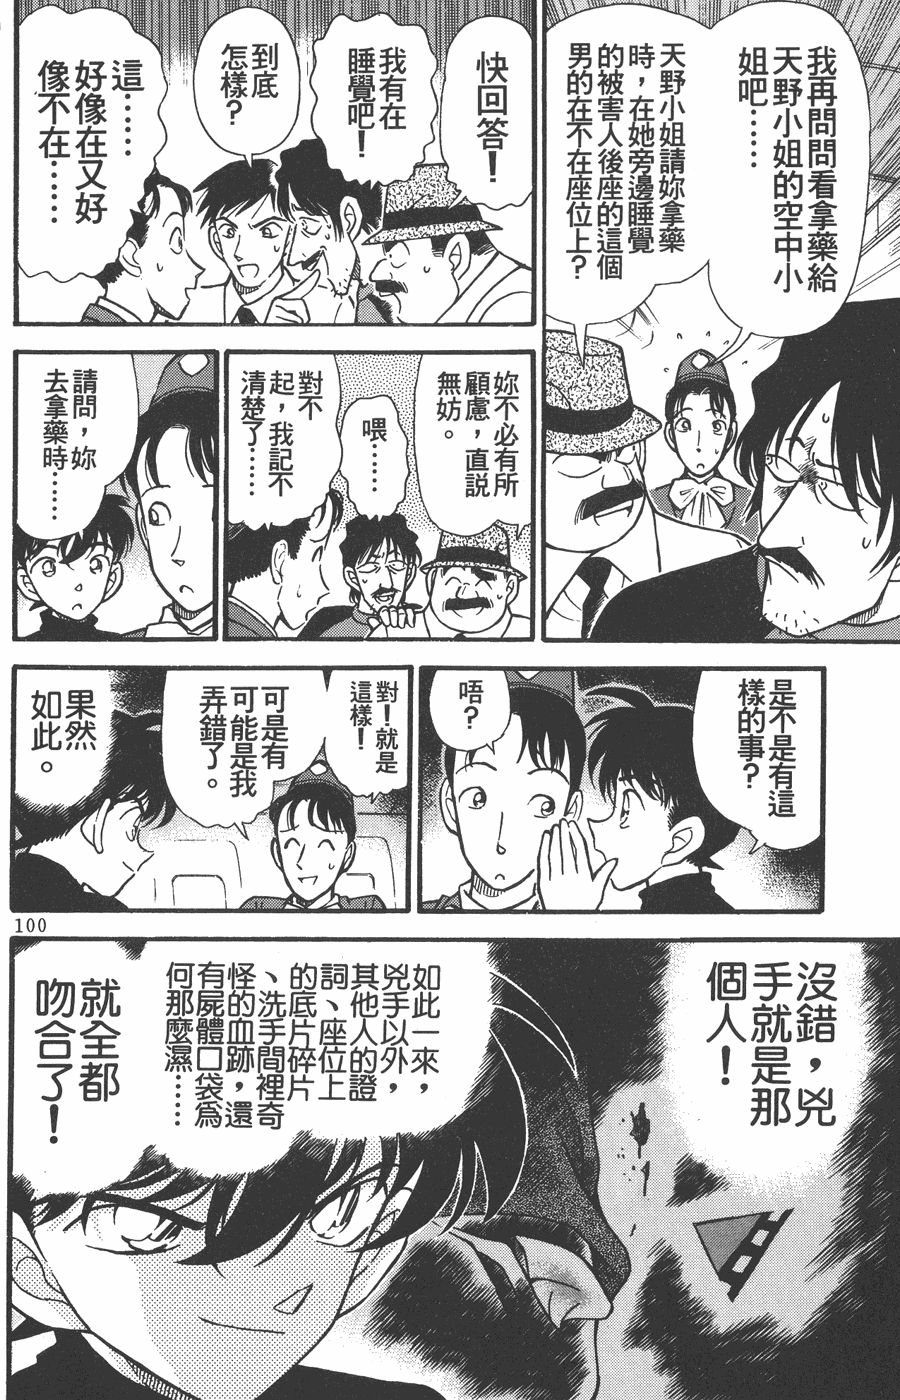 我再問問看拿藥給
天野小姐的空中小
姐吧……
天野小姐請妳拿藥
時，在她旁邊睡覺
的被害人後座的這個
男的在不在座位上？
快回答！
我有在
睡覺吧！
到底
怎樣？
這……
好像在又好
像不在……
妳不必有所
顧慮，直說
無妨。
喂……
對不
起，我記不
清楚了……
請問，妳
去拿藥時……
是不是有這
樣的事？
唔？
對！就是
這樣！
可是有
可能是我
弄錯了。
果然
如此。
100
沒錯，兇
手就是那
個人！
如此一來，
兇手以外，
其他人的證
詞、座位上
的底片碎片
、洗手間裡奇
怪的血跡，還
有屍體口袋為
何那麼濕……
就全都
吻合了！